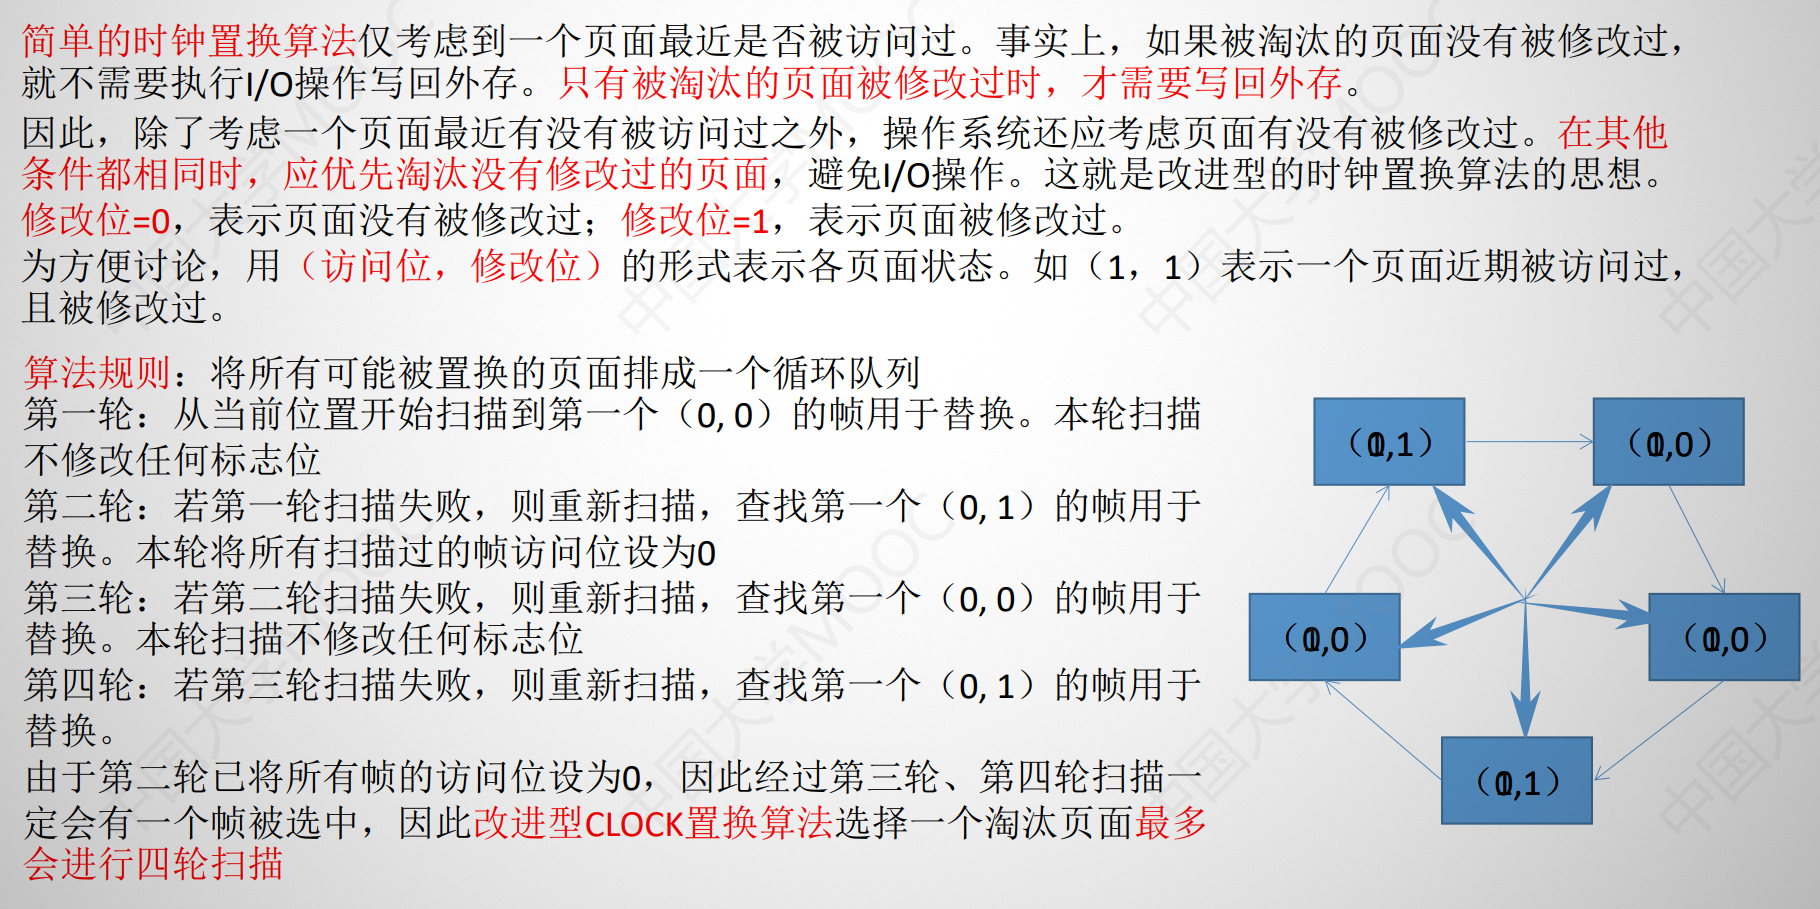 简单的时钟置换算法仅考虑到一个页面最近是否被访问过。事实上，如果被淘汰的页面没有被修改过，
就不需要执行I/O操作写回外存。只有被淘汰的页面被修改过时，才需要写回外存。
因此，除了考虑一个页面最近有没有被访问过之外，操作系统还应考虑页面有没有被修改过。在其他
条件都相同时，应优先淘汰没有修改过的页面，避免I/O操作。这就是改进型的时钟置换算法的思想。
修改位=0，表示页面没有被修改过；修改位=1，表示页面被修改过。
为方便讨论，用（访问位，修改位）的形式表示各页面状态。如（1，1）表示一个页面近期被访问过，
且被修改过。
算法规则：将所有可能被置换的页面排成一个循环队列
第一轮：从当前位置开始扫描到第一个（0, 0）的帧用于替换。本轮扫描
不修改任何标志位
第二轮：若第一轮扫描失败，则重新扫描，查找第一个（0, 1）的帧用于
替换。本轮将所有扫描过的帧访问位设为0
第三轮：若第二轮扫描失败，则重新扫描，查找第一个（0, 0）的帧用于
替换。本轮扫描不修改任何标志位
第四轮：若第三轮扫描失败，则重新扫描，查找第一个（0, 1）的帧用于
替换。
由于第二轮已将所有帧的访问位设为0，因此经过第三轮、第四轮扫描一
定会有一个帧被选中，因此改进型CLOCK置换算法选择一个淘汰页面最多
会进行四轮扫描
中国大学MOOC